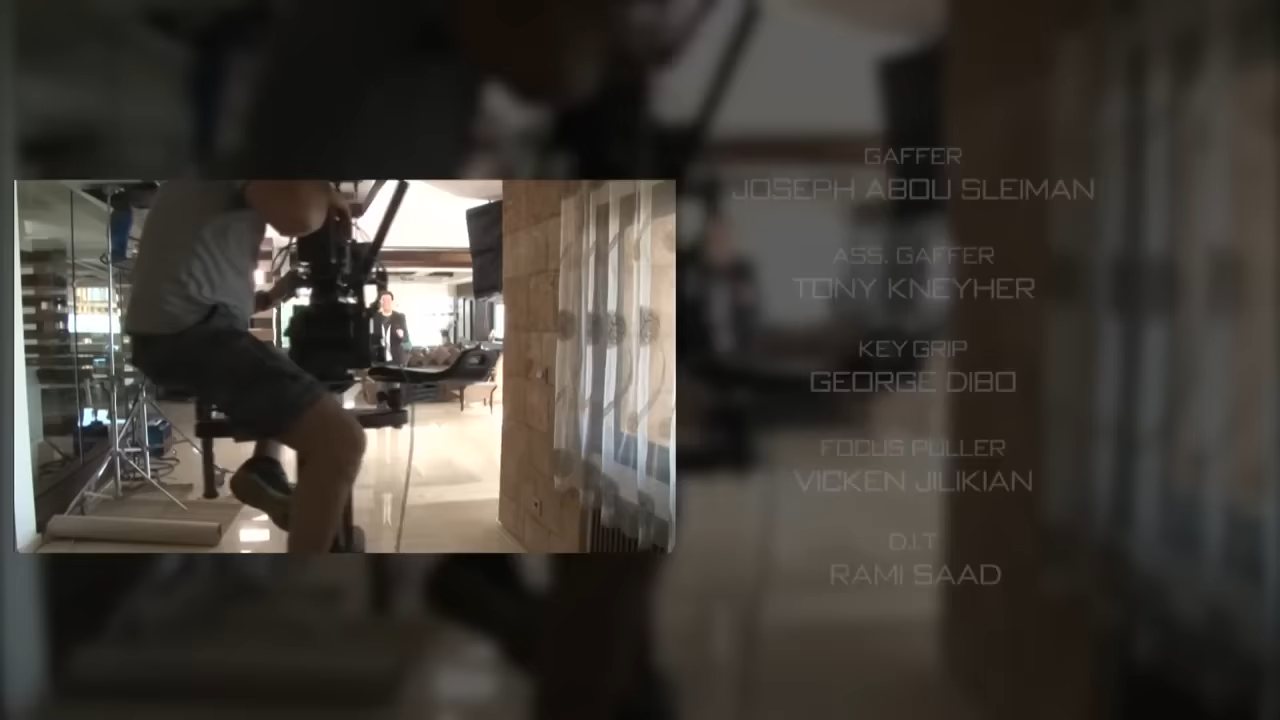 GAFFER
JOSEPH ABOU SLEIMAN
ASS. GAFFER
TONY KNEYHER
KEY GRIP
GEORGE DIBO
FOCUS PULLER
VICKEN JILIKIAN
D.I.T
RAMI SAAD